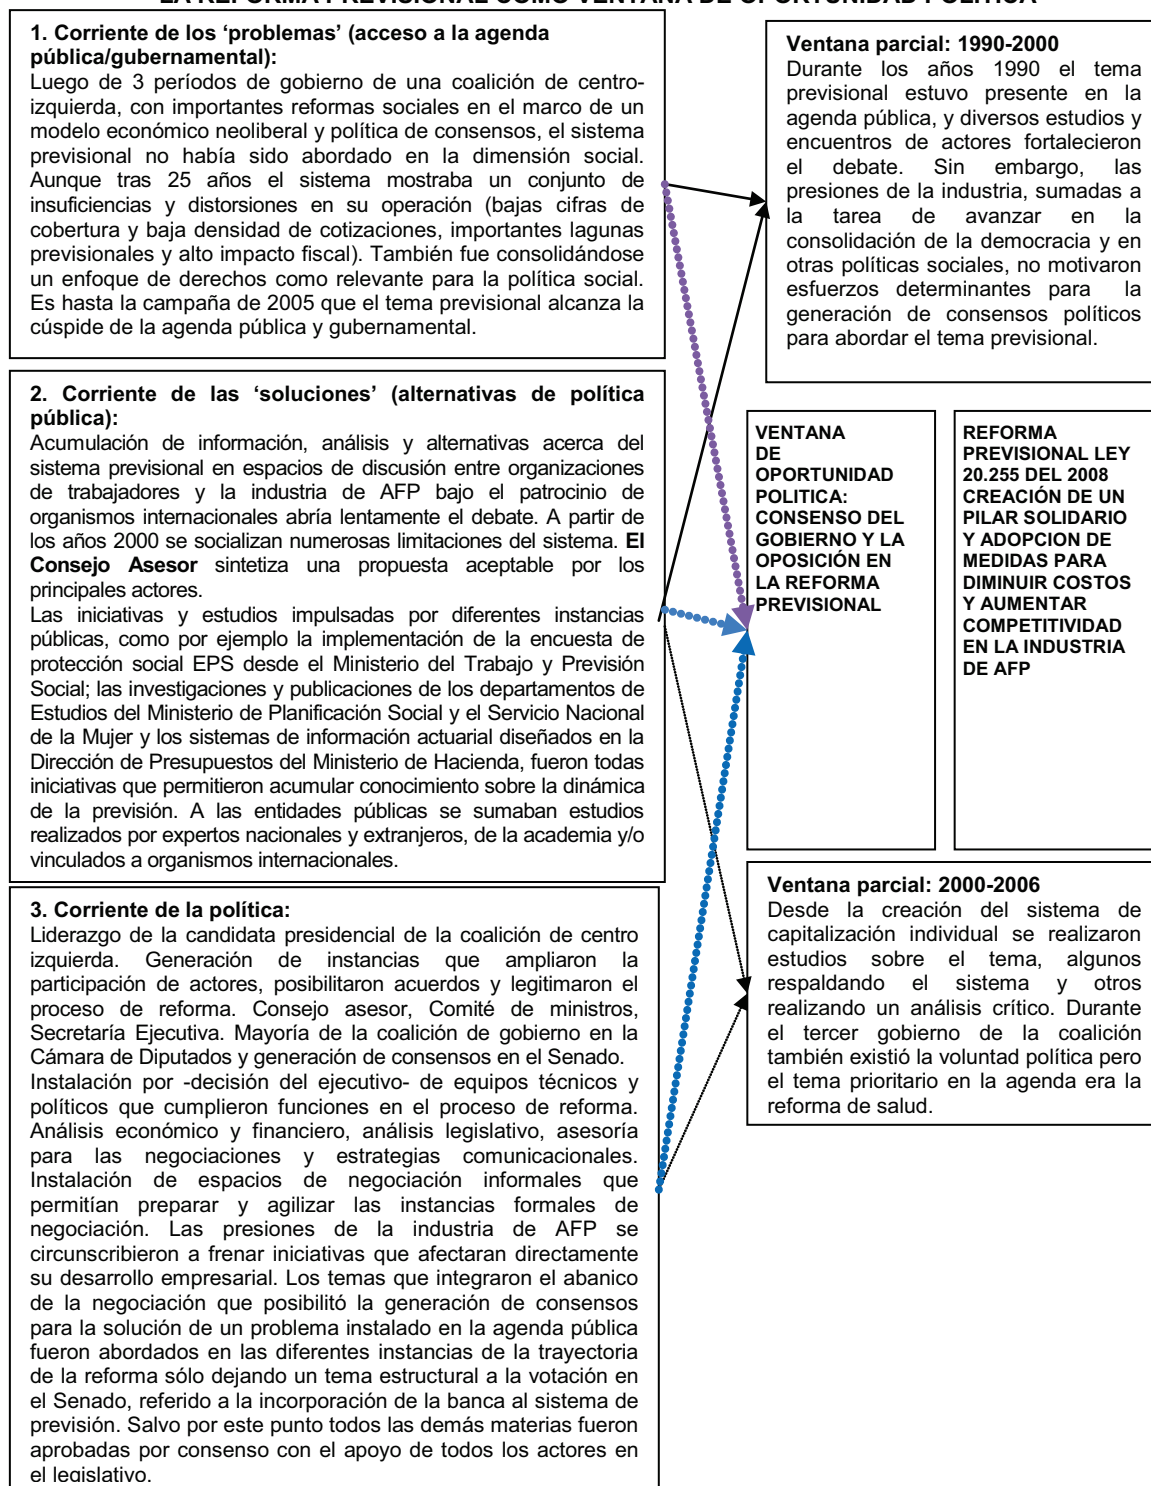 LA REFORMA PREVISIONAL COMO VENTANA DE OPORTUNIDAD POLÍTICA
1. Corriente de los ‘problemas’ (acceso a la agenda
pública/gubernamental):
Luego de 3 períodos de gobierno de una coalición de centro-
izquierda, con importantes reformas sociales en el marco de un
modelo económico neoliberal y política de consensos, el sistema
previsional no había sido abordado en la dimensión social.
Aunque tras 25 años el sistema mostraba un conjunto de
insuficiencias y distorsiones en su operación (bajas cifras de
cobertura y baja densidad de cotizaciones, importantes lagunas
previsionales y alto impacto fiscal). También fue consolidándose
un enfoque de derechos como relevante para la política social.
Es hasta la campaña de 2005 que el tema previsional alcanza la
cúspide de la agenda pública y gubernamental.
2. Corriente de las ‘soluciones’ (alternativas de política
pública):
Acumulación de información, análisis y alternativas acerca del
sistema previsional en espacios de discusión entre organizaciones
de trabajadores y la industria de AFP bajo el patrocinio de
organismos internacionales abría lentamente el debate. A partir de
los años 2000 se socializan numerosas limitaciones del sistema. El
Consejo Asesor sintetiza una propuesta aceptable por los
principales actores.
Las iniciativas y estudios impulsadas por diferentes instancias
públicas, como por ejemplo la implementación de la encuesta de
protección social EPS desde el Ministerio del Trabajo y Previsión
Social; las investigaciones y publicaciones de los departamentos de
Estudios del Ministerio de Planificación Social y el Servicio Nacional
de la Mujer y los sistemas de información actuarial diseñados en la
Dirección de Presupuestos del Ministerio de Hacienda, fueron todas
iniciativas que permitieron acumular conocimiento sobre la dinámica
de la previsión. A las entidades públicas se sumaban estudios
realizados por expertos nacionales y extranjeros, de la academia y/o
vinculados a organismos internacionales.
3. Corriente de la política:
Liderazgo de la candidata presidencial de la coalición de centro
izquierda. Generación de instancias que ampliaron la
participación de actores, posibilitaron acuerdos y legitimaron el
proceso de reforma. Consejo asesor, Comité de ministros,
Secretaría Ejecutiva. Mayoría de la coalición de gobierno en la
Cámara de Diputados y generación de consensos en el Senado.
Instalación por -decisión del ejecutivo- de equipos técnicos y
políticos que cumplieron funciones en el proceso de reforma.
Análisis económico y financiero, análisis legislativo, asesoría
para las negociaciones y estrategias comunicacionales.
Instalación de espacios de negociación informales que
permitían preparar y agilizar las instancias formales de
negociación. Las presiones de la industria de AFP se
circunscribieron a frenar iniciativas que afectaran directamente
su desarrollo empresarial. Los temas que integraron el abanico
de la negociación que posibilitó la generación de consensos
para la solución de un problema instalado en la agenda pública
fueron abordados en las diferentes instancias de la trayectoria
de la reforma sólo dejando un tema estructural a la votación en
el Senado, referido a la incorporación de la banca al sistema de
previsión. Salvo por este punto todos las demás materias fueron
aprobadas por consenso con el apoyo de todos los actores en
el legislativo.
Ventana parcial: 1990-2000
Durante los años 1990 el tema
previsional estuvo presente en la
agenda pública, y diversos estudios y
encuentros de actores fortalecieron
el debate. Sin embargo, las
presiones de la industria, sumadas a
la tarea de avanzar en la
consolidación de la democracia y en
otras políticas sociales, no motivaron
esfuerzos determinantes para la
generación de consensos políticos
para abordar el tema previsional.
VENTANA
DE
OPORTUNIDAD
POLITICA:
CONSENSO DEL
GOBIERNO Y LA
OPOSICIÓN EN
LA REFORMA
PREVISIONAL
REFORMA
PREVISIONAL LEY
20.255 DEL 2008
CREACIÓN DE UN
PILAR SOLIDARIO
Y ADOPCION DE
MEDIDAS PARA
DIMINUIR COSTOS
Y AUMENTAR
COMPETITIVIDAD
EN LA INDUSTRIA
DE AFP
Ventana parcial: 2000-2006
Desde la creación del sistema de
capitalización individual se realizaron
estudios sobre el tema, algunos
respaldando el sistema y otros
realizando un análisis crítico. Durante
el tercer gobierno de la coalición
también existió la voluntad política pero
el tema prioritario en la agenda era la
reforma de salud.